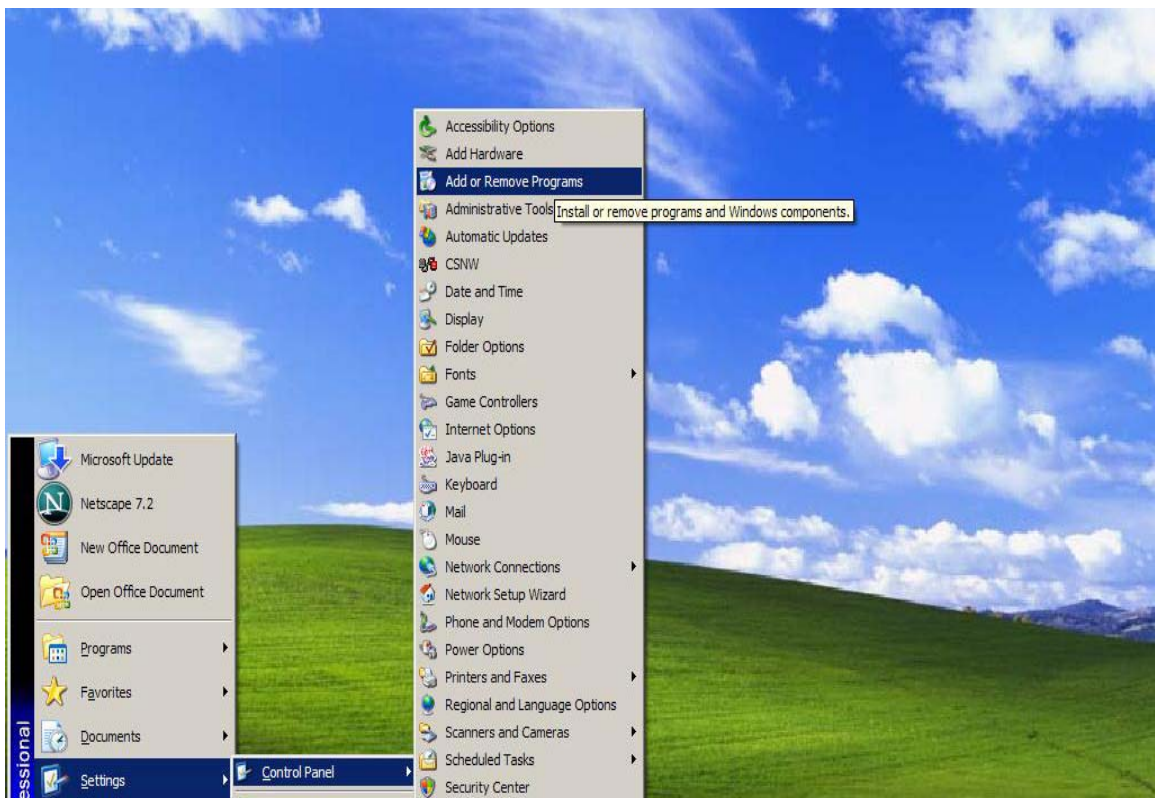 Accessibility Options
Add Hardware
Add or Remove Programs
Administrative Tools
Install or remove programs and Windows components.
Automatic Updates
CSNW
Date and Time
Display
Folder Options
Fonts
Game Controllers
Internet Options
Java Plug-in
Keyboard
Mail
Mouse
Network Connections
Network Setup Wizard
Phone and Modem Options
Power Options
Printers and Faxes
Regional and Language Options
Scanners and Cameras
Scheduled Tasks
Security Center
Microsoft Update
N
Netscape 7.2
New Office Document
Open Office Document
Programs
Favorites
Documents
Settings
Control Panel
essional